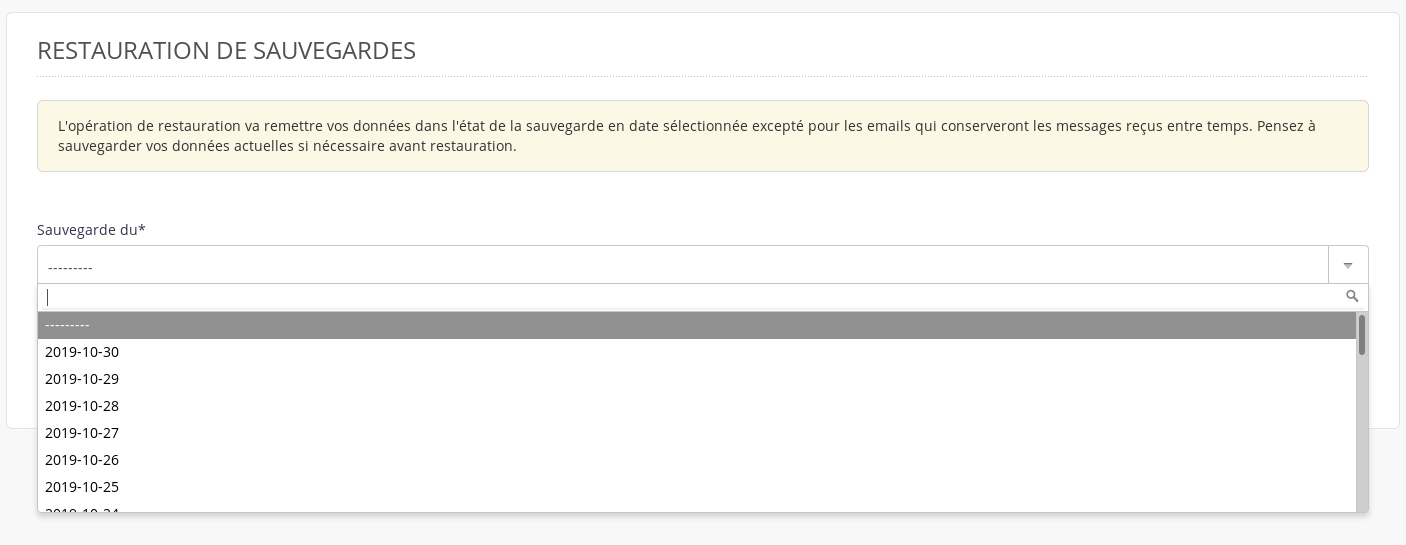 RESTAURATION DE SAUVEGARDES
L'opération de restauration va remettre vos données dans l'état de la sauvegarde en date sélectionnée excepté pour les emails qui conserveront les messages reçus entre temps. Pensez à
sauvegarder vos données actuelles si nécessaire avant restauration.
Sauvegarde du*
---------
---------
2019-10-30
2019-10-29
2019-10-28
2019-10-27
2019-10-26
2019-10-25
2019-10-24